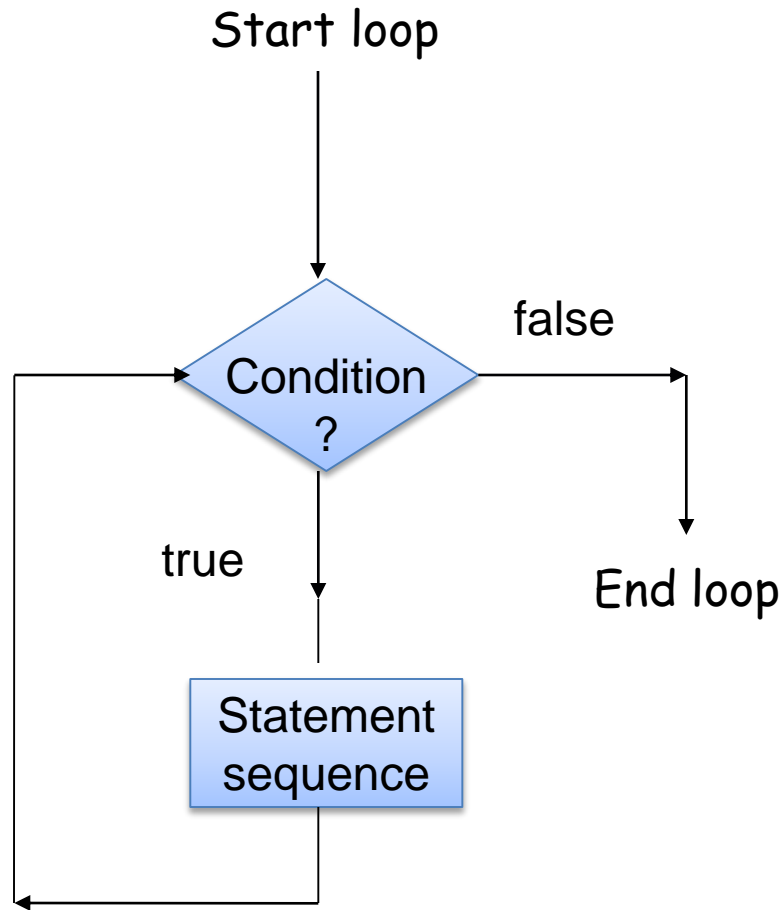 Start loop
false
Condition
?
true
End loop
Statement
sequence